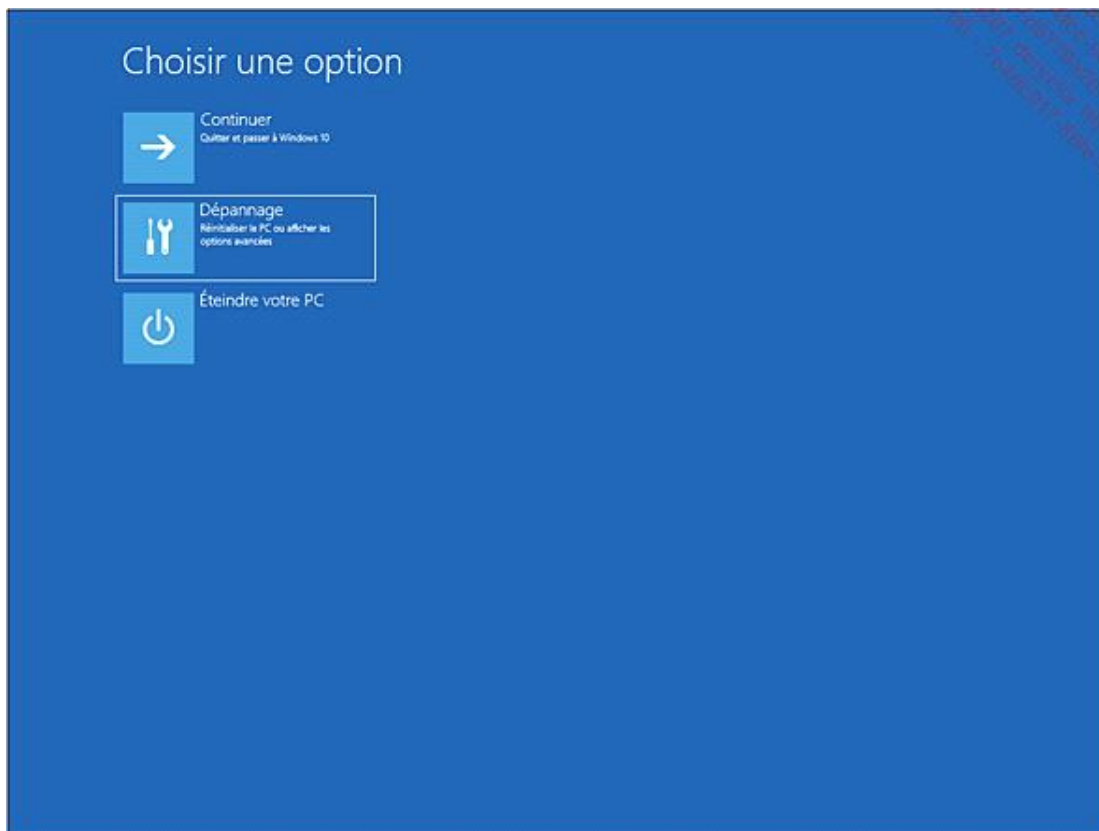 Choisir une option
Continuer
Quitter et passer à Windows 10
Dépannage
Réinitialiser le PC ou afficher les
options avancées
Éteindre votre PC